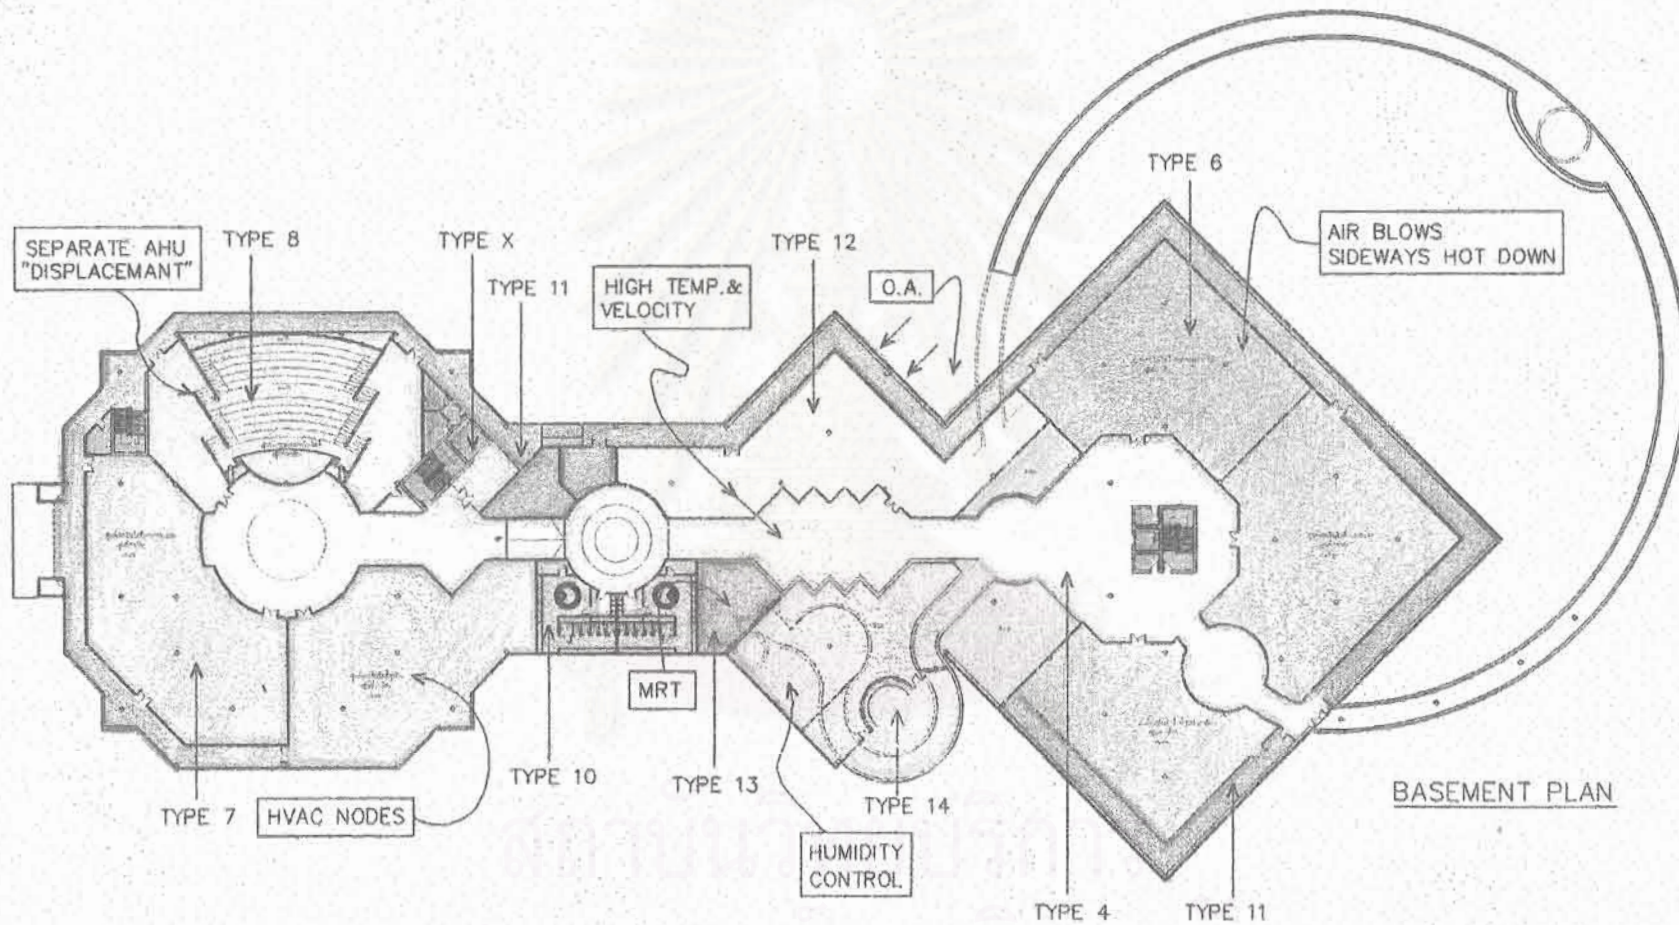 TYPE 6
SEPARATE AHU
"DISPLACEMANT"
TYPE 8
TYPE X
TYPE 12
AIR BLOWS
SIDEWAYS HOT DOWN
TYPE 11
HIGH TEMP.&
VELOCITY
O.A.
MRT
TYPE 7
HVAC NODES
TYPE 10
TYPE 13
TYPE 14
BASEMENT PLAN
HUMIDITY
CONTROL
TYPE 4
TYPE 11